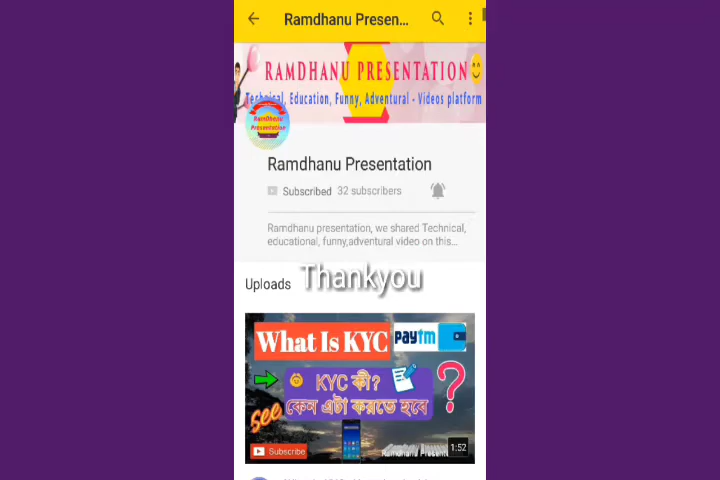 Ramdhanu Presen...
RAMDHANU PRESENTATION
Technical, Education, Funny, Adventural - Videos platform
RamDhanu
Presentation
Ramdhanu Presentation
Subscribed 32 subscribers
Ramdhanu presentation, we shared Technical,
educational, funny,adventural video on this...
Uploads
Thankyou
What Is KYC
paytm
KYC কী?
see
কেন এটা করতে হবে
?
Subscribe
Ramdhanu Presentati
1:52